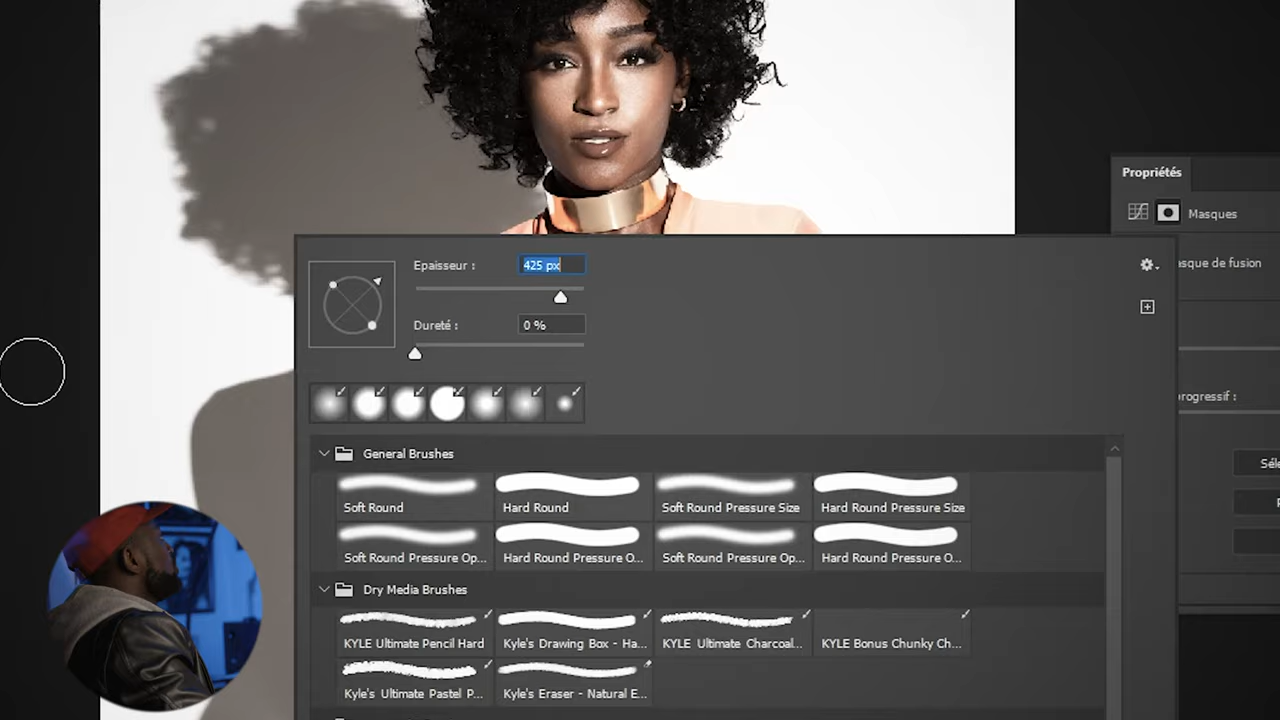 Propriétés
Masques
Epaisseur : 425 px
asque de fusion
Dureté : 0 %
rogressif :
General Brushes
Séle
Soft Round
Hard Round
Soft Round Pressure Size
Hard Round Pressure Size
Soft Round Pressure Op...
Hard Round Pressure O...
Soft Round Pressure Op...
Hard Round Pressure O...
Dry Media Brushes
KYLE Ultimate Pencil Hard
Kyle's Drawing Box - Ha...
KYLE Ultimate Charcoal...
KYLE Bonus Chunky Ch...
Kyle's Ultimate Pastel P...
Kyle's Eraser - Natural E...